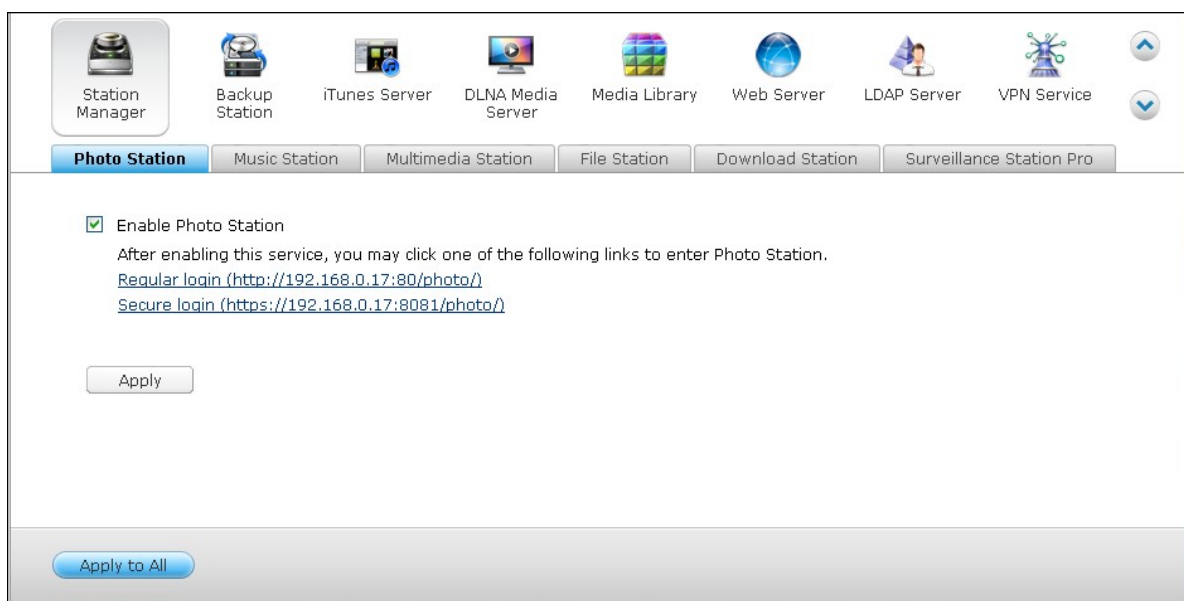 Station Manager
Backup Station
iTunes Server
DLNA Media Server
Media Library
Web Server
LDAP Server
VPN Service
Photo Station
Music Station
Multimedia Station
File Station
Download Station
Surveillance Station Pro
Enable Photo Station
After enabling this service, you may click one of the following links to enter Photo Station.
Regular login (http://192.168.0.17:80/photo/)
Secure login (https://192.168.0.17:8081/photo/)
Apply
Apply to All